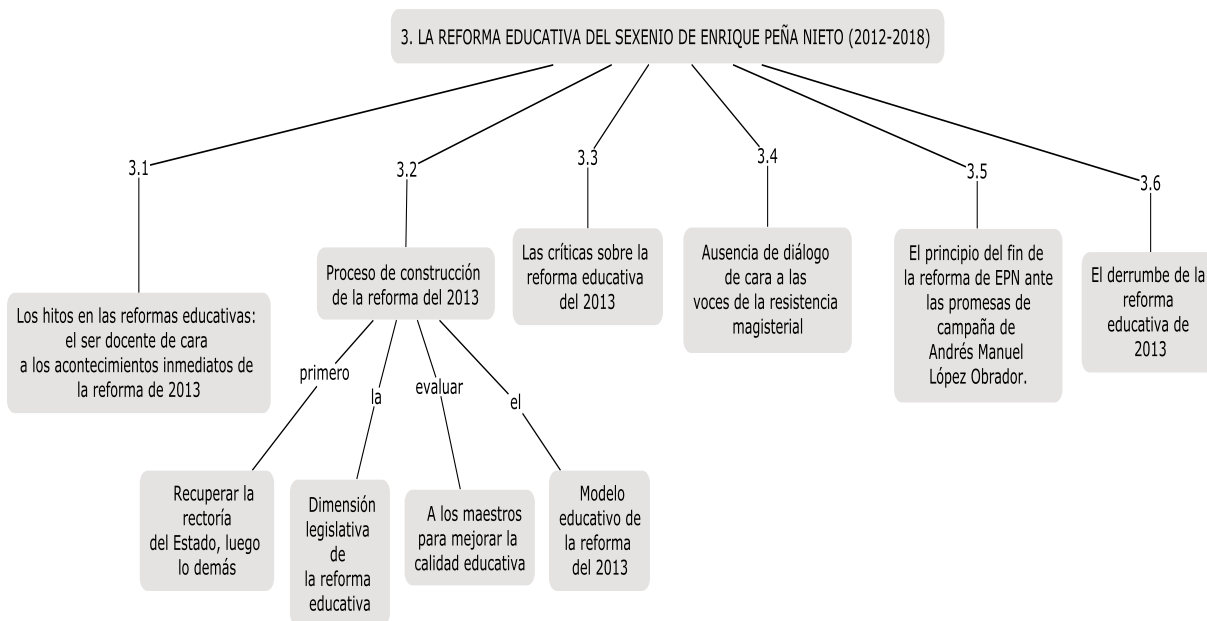 3. LA REFORMA EDUCATIVA DEL SEXENIO DE ENRIQUE PEÑA NIETO (2012-2018)
3.1
Los hitos en las reformas educativas:
el ser docente de cara
a los acontecimientos inmediatos de
la reforma de 2013
3.2
Proceso de construcción
de la reforma del 2013
primero
Recuperar la
rectoría
del Estado, luego
lo demás
la
Dimensión
legislativa
de
la reforma
educativa
evaluar
A los maestros
para mejorar la
calidad educativa
el
Modelo
educativo de
la reforma
del 2013
3.3
Las críticas sobre la
reforma educativa
del 2013
3.4
Ausencia de diálogo
de cara a las
voces de la resistencia
magisterial
3.5
El principio del fin de
la reforma de EPN ante
las promesas de
campaña de
Andrés Manuel
López Obrador.
3.6
El derrumbe de la
reforma
educativa de
2013